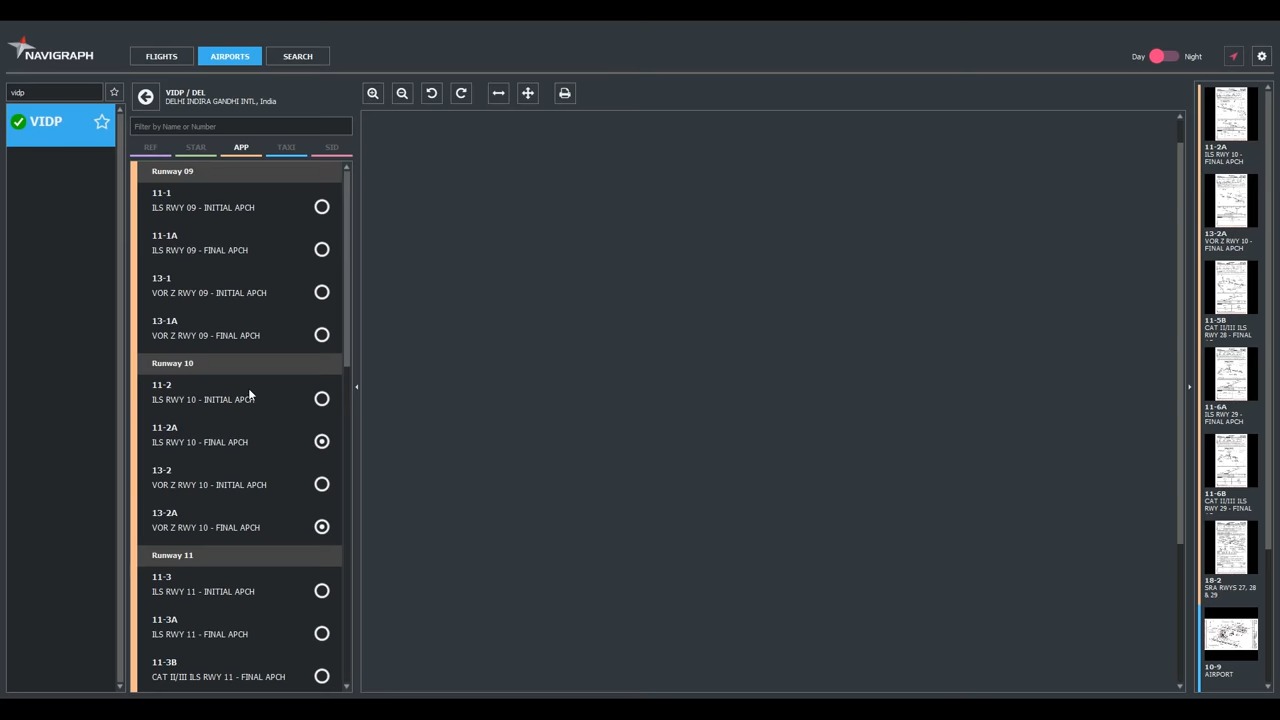 NAVIGRAPH
FLIGHTS
AIRPORTS
SEARCH
Day
Night
vidp
VIDP
VIDP / DEL
DELHI INDIRA GANDHI INTL, India
Filter by Name or Number
REF
STAR
APP
TAXI
SID
Runway 09
11-1
ILS RWY 09 - INITIAL APCH
11-1A
ILS RWY 09 - FINAL APCH
13-1
VOR Z RWY 09 - INITIAL APCH
13-1A
VOR Z RWY 09 - FINAL APCH
Runway 10
11-2
ILS RWY 10 - INITIAL APCH
11-2A
ILS RWY 10 - FINAL APCH
13-2
VOR Z RWY 10 - INITIAL APCH
13-2A
VOR Z RWY 10 - FINAL APCH
Runway 11
11-3
ILS RWY 11 - INITIAL APCH
11-3A
ILS RWY 11 - FINAL APCH
11-3B
CAT II/III ILS RWY 11 - FINAL APCH
11-2A
ILS RWY 10 -
FINAL APCH
13-2A
VOR Z RWY 10 -
FINAL APCH
11-5B
CAT II/III ILS
RWY 28 - FINAL
11-6A
ILS RWY 29 -
FINAL APCH
11-6B
CAT II/III ILS
RWY 29 - FINAL
18-2
SRA RWYS 27, 28
& 29
10-9
AIRPORT